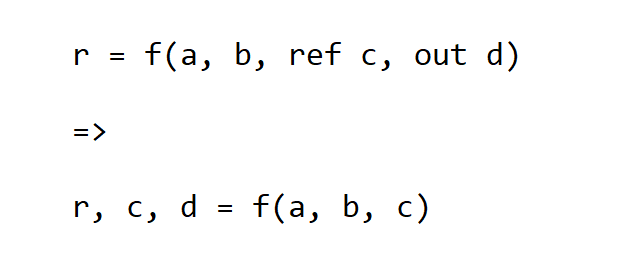 r = f(a, b, ref c, out d)
=>
r, c, d = f(a, b, c)